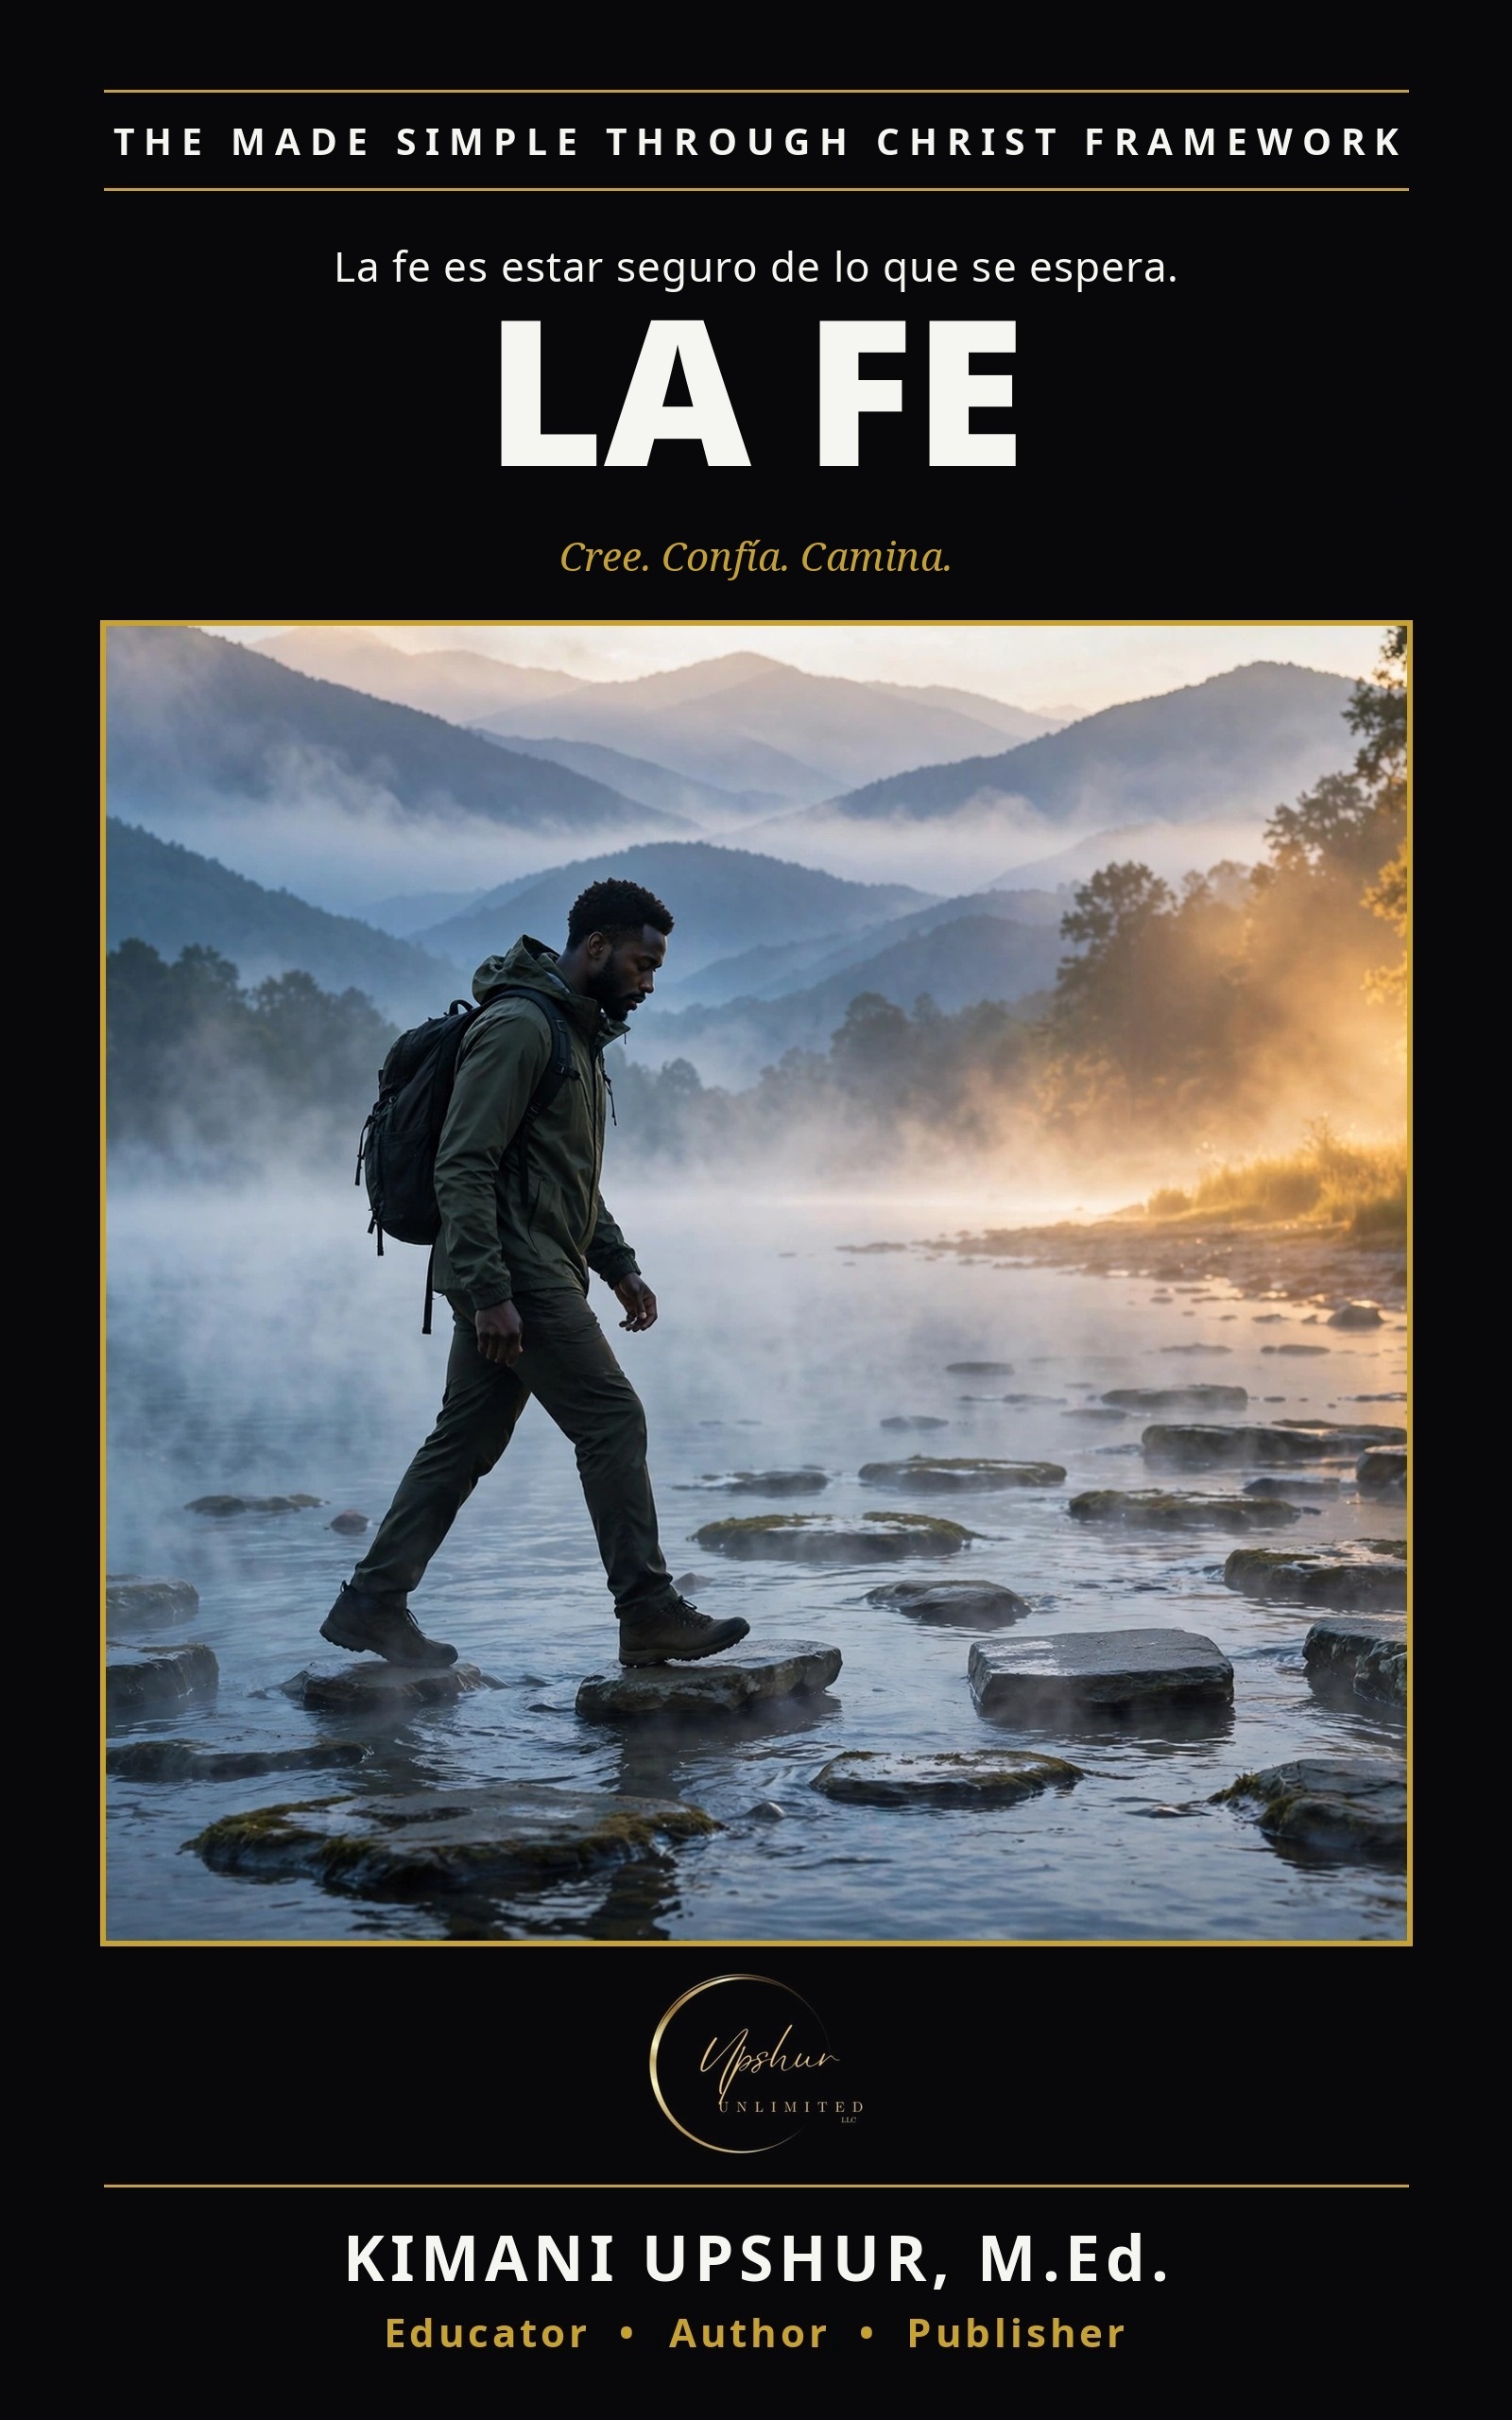 THE MADE SIMPLE THROUGH CHRIST FRAMEWORK
La fe es estar seguro de lo que se espera.
LA FE
Cree. Confía. Camina.
Upshur
UNLIMITED
LLC
KIMANI UPSHUR, M.Ed.
Educator • Author • Publisher